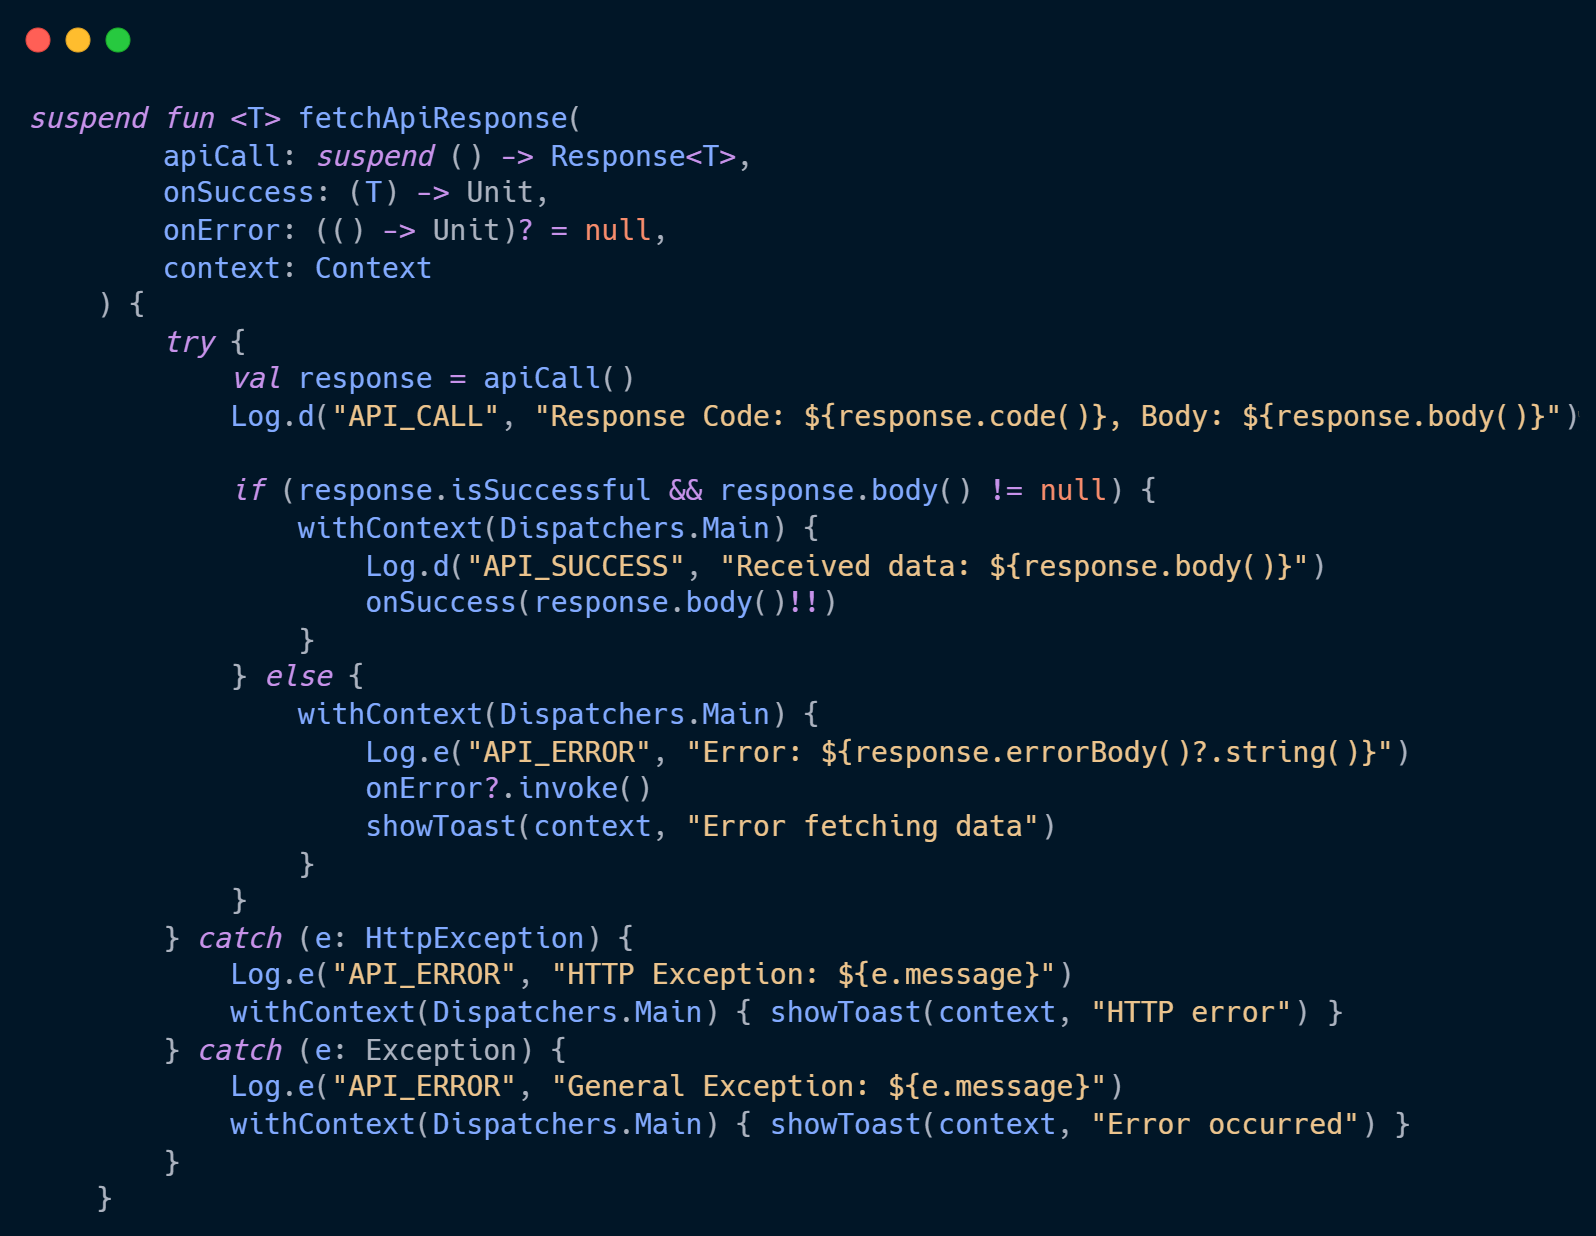 suspend fun <T> fetchApiResponse(
        apiCall: suspend () -> Response<T>,
        onSuccess: (T) -> Unit,
        onError: (() -> Unit)? = null,
        context: Context
    ) {
        try {
            val response = apiCall()
            Log.d("API_CALL", "Response Code: ${response.code()}, Body: ${response.body()}")

            if (response.isSuccessful && response.body() != null) {
                withContext(Dispatchers.Main) {
                    Log.d("API_SUCCESS", "Received data: ${response.body()}")
                    onSuccess(response.body()!!)
                }
            } else {
                withContext(Dispatchers.Main) {
                    Log.e("API_ERROR", "Error: ${response.errorBody()?.string()}")
                    onError?.invoke()
                    showToast(context, "Error fetching data")
                }
            }
        } catch (e: HttpException) {
            Log.e("API_ERROR", "HTTP Exception: ${e.message}")
            withContext(Dispatchers.Main) { showToast(context, "HTTP error") }
        } catch (e: Exception) {
            Log.e("API_ERROR", "General Exception: ${e.message}")
            withContext(Dispatchers.Main) { showToast(context, "Error occurred") }
        }
    }